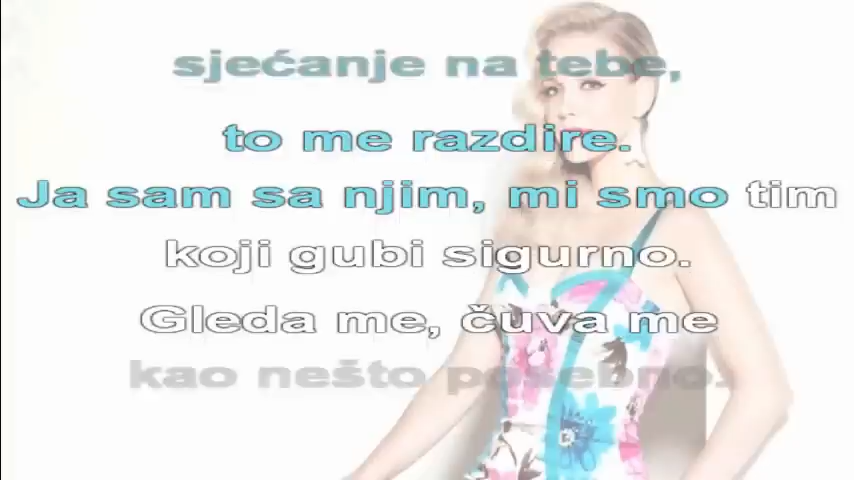 sjećanje na tebe,
to me razdire.
Ja sam sa njim, mi smo tim
koji gubi sigurno.
Gleda me, čuva me
kao nešto posebno.